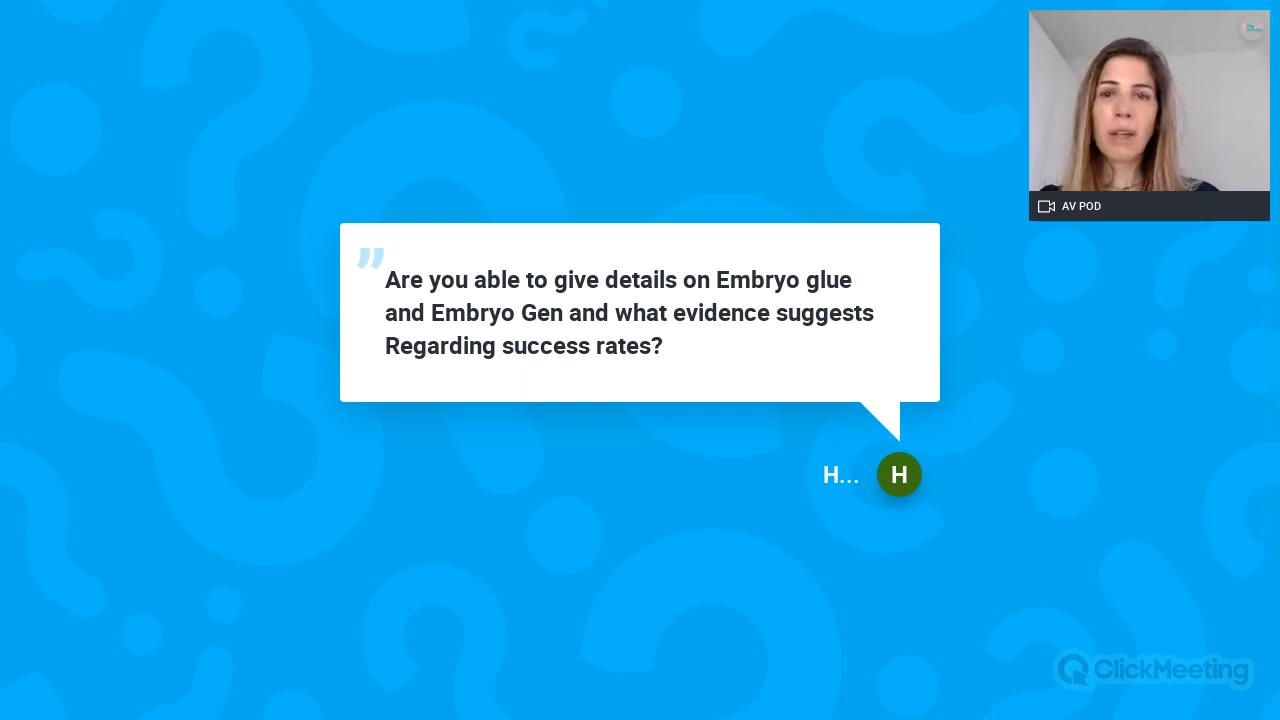 AV POD
”
Are you able to give details on Embryo glue
and Embryo Gen and what evidence suggests
Regarding success rates?
H... H
ClickMeeting